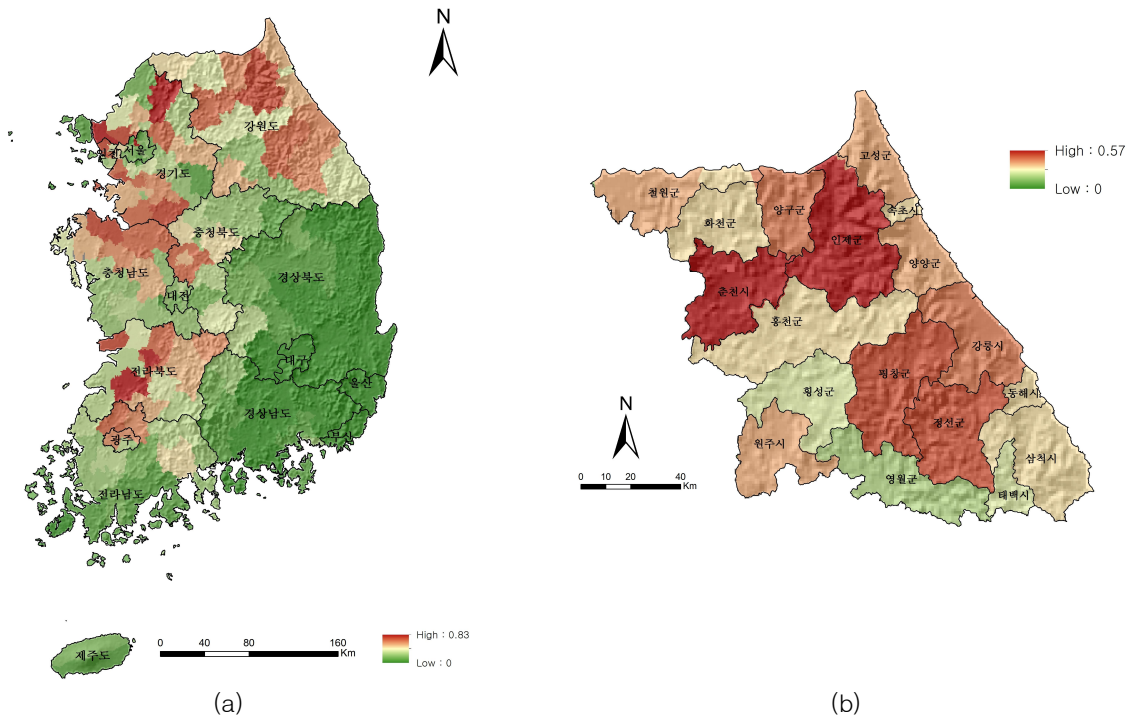 N
강원도
인천
서울
경기도
충청북도
충청남도
경상북도
대전
전라북도
대구
울산
경상남도
부산
광주
전라남도
제주도
0 40 80 160
Km
High : 0.83
Low : 0
(a)
고성군
High : 0.57
Low : 0
철원군
양구군
속초시
화천군
인제군
양양군
춘천시
홍천군
강릉시
평창군
횡성군
동해시
정선군
N
원주시
삼척시
영월군
태백시
0 10 20 40
Km
(b)